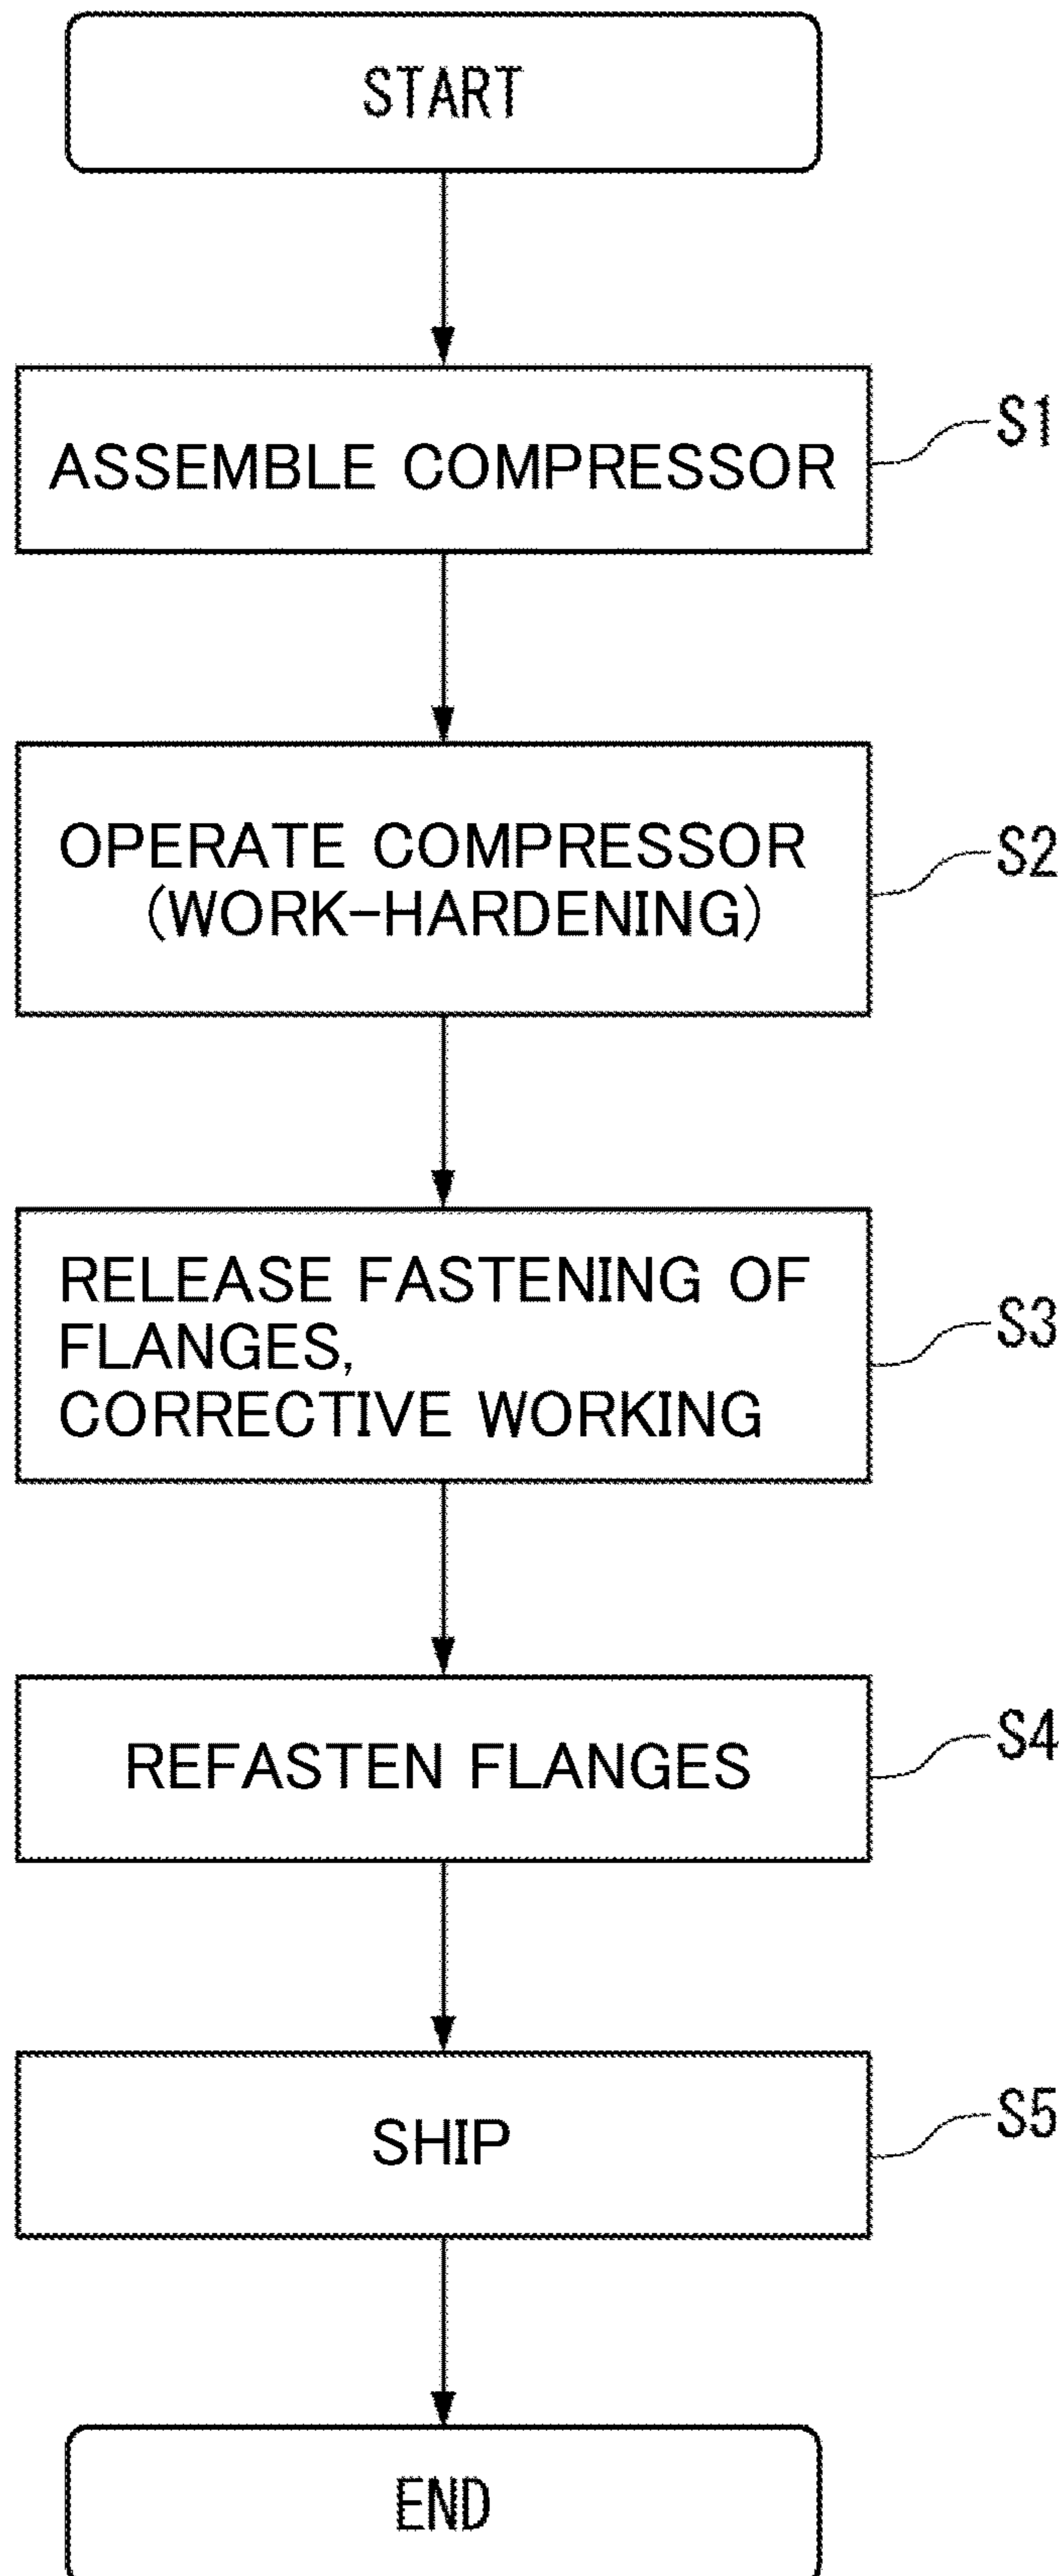 START
ASSEMBLE COMPRESSOR
S1
OPERATE COMPRESSOR
(WORK-HARDENING)
S2
RELEASE FASTENING OF
FLANGES,
CORRECTIVE WORKING
S3
REFASTEN FLANGES
S4
SHIP
S5
END